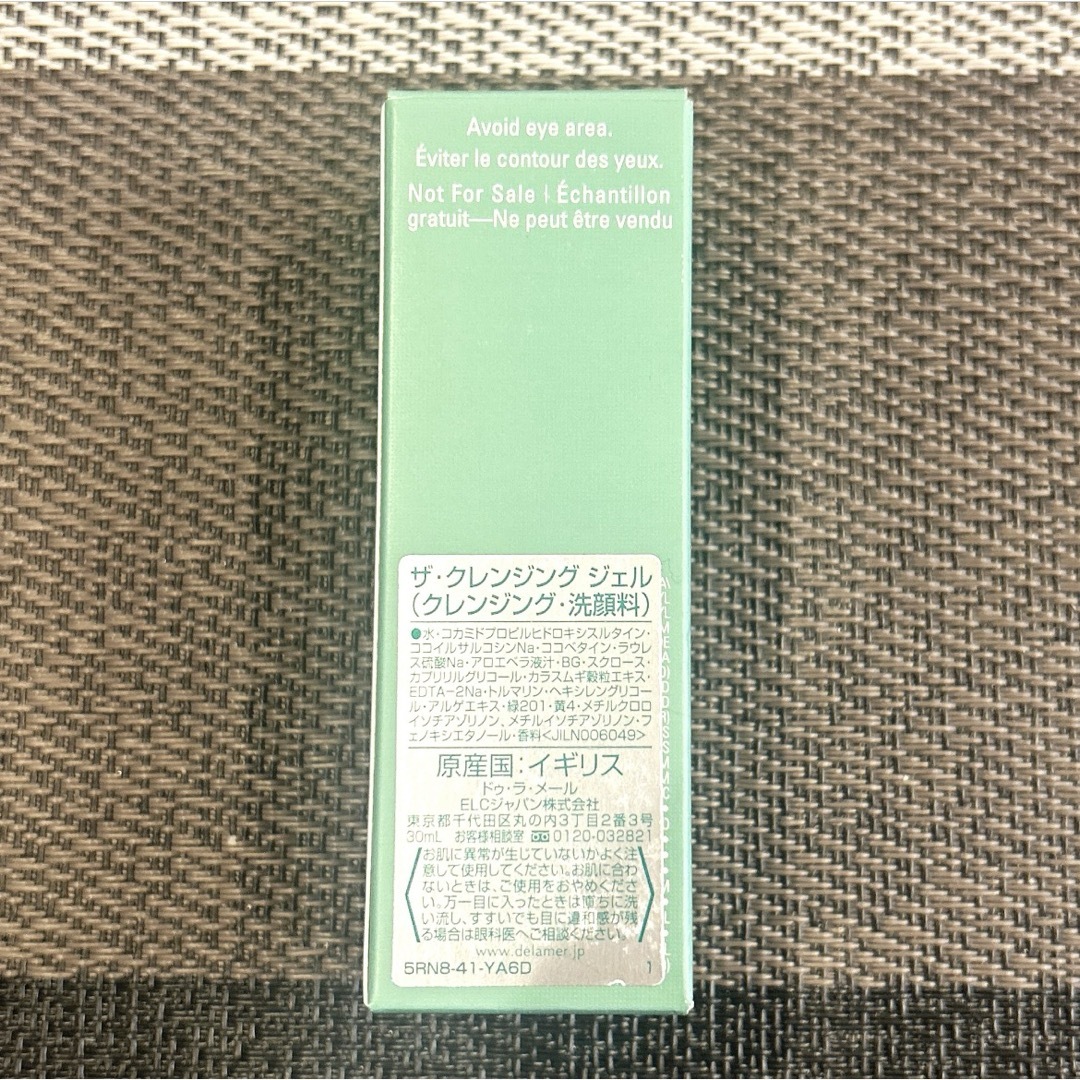 Avoid eye area.
Éviter le contour des yeux.
Not For Sale | Échantillon
gratuit—Ne peut être vendu
ザ・クレンジング ジェル
(クレンジング・洗顔料)
●水・コカミドプロピルヒドロキシスルタイン・
ココイルサルコシンNa・ココベタイン・ラウレ
ス硫酸Na・アロエベラ液汁・BG・スクロース・
カプリリルグリコール・カラスムギ穀粒エキス・
EDTA-2Na・トルマリン・ヘキシレングリコー
ル・アルゲエキス・緑201・黄4・メチルクロロ
イソチアゾリノン、メチルイソチアゾリノン・フ
ェノキシエタノール・香料<JILN006049>
原産国:イギリス
ドゥ・ラ・メール
ELCジャパン株式会社
東京都千代田区丸の内3丁目2番3号
30mL お客様相談室 0120-032821
お肌に異常が生じていないかよく注
意して使用してください。お肌に合わ
ないときは、ご使用をおやめくださ
い。万一目に入ったときは直ちに洗
い流し、すすいでも目に違和感が残
る場合は眼科医へご相談ください。
www.delamer.jp
5RN8-41-YA6D 1